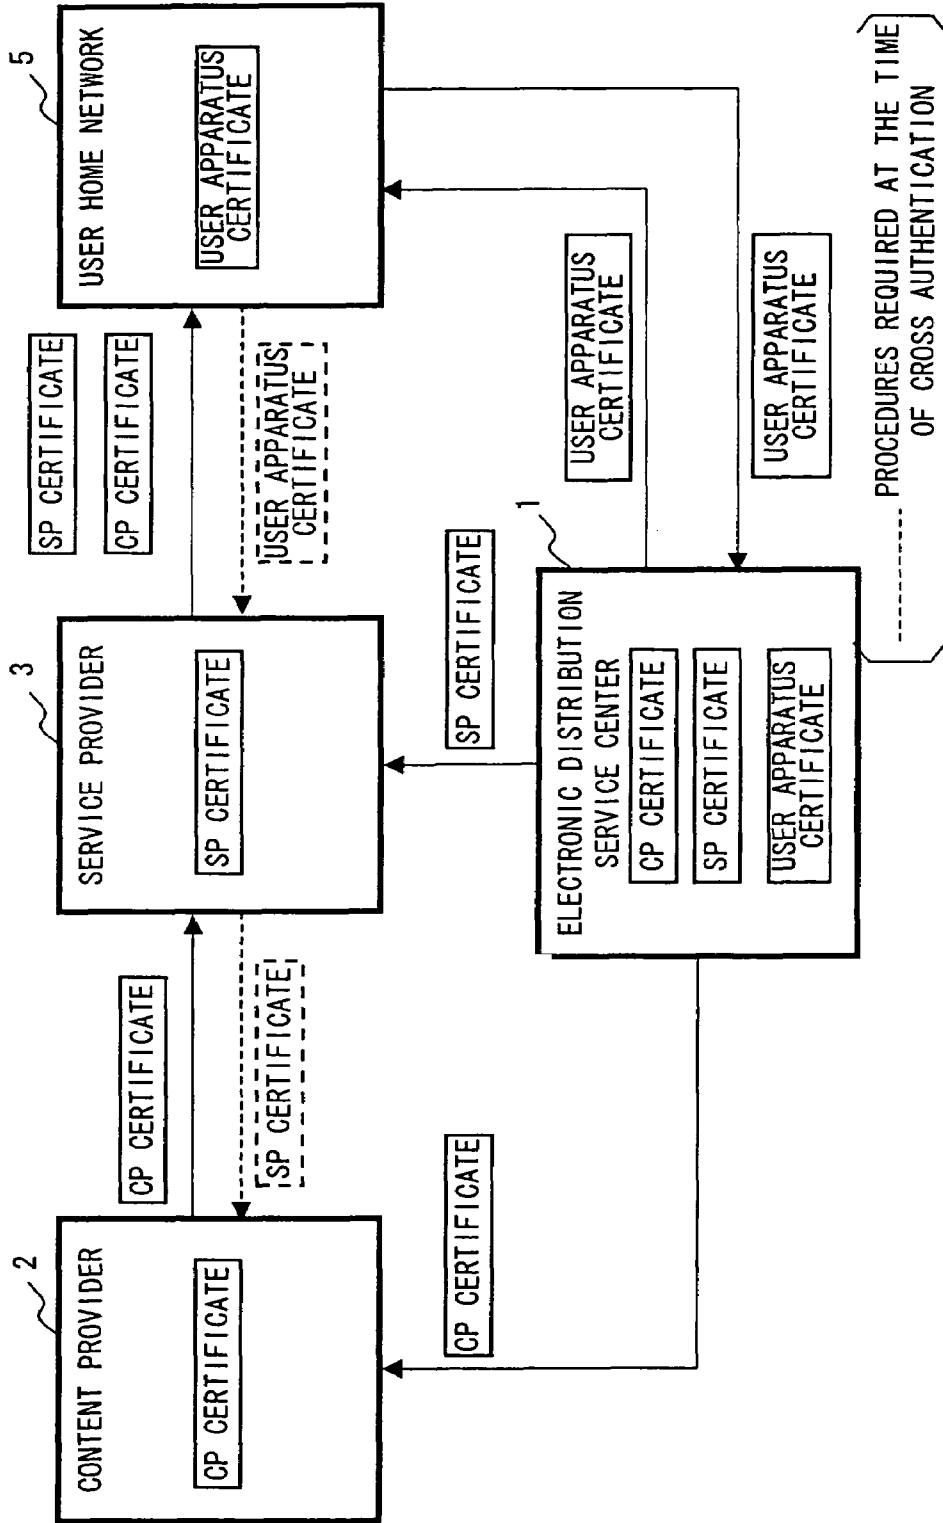 2
CONTENT PROVIDER
CP CERTIFICATE
CP CERTIFICATE
SP CERTIFICATE
3
SERVICE PROVIDER
SP CERTIFICATE
SP CERTIFICATE
CP CERTIFICATE
USER APPARATUS
CERTIFICATE
5
USER HOME NETWORK
USER APPARATUS
CERTIFICATE
CP CERTIFICATE
SP CERTIFICATE
1
ELECTRONIC DISTRIBUTION
SERVICE CENTER
CP CERTIFICATE
SP CERTIFICATE
USER APPARATUS
CERTIFICATE
USER APPARATUS
CERTIFICATE
USER APPARATUS
CERTIFICATE
PROCEDURES REQUIRED AT THE TIME
OF CROSS AUTHENTICATION